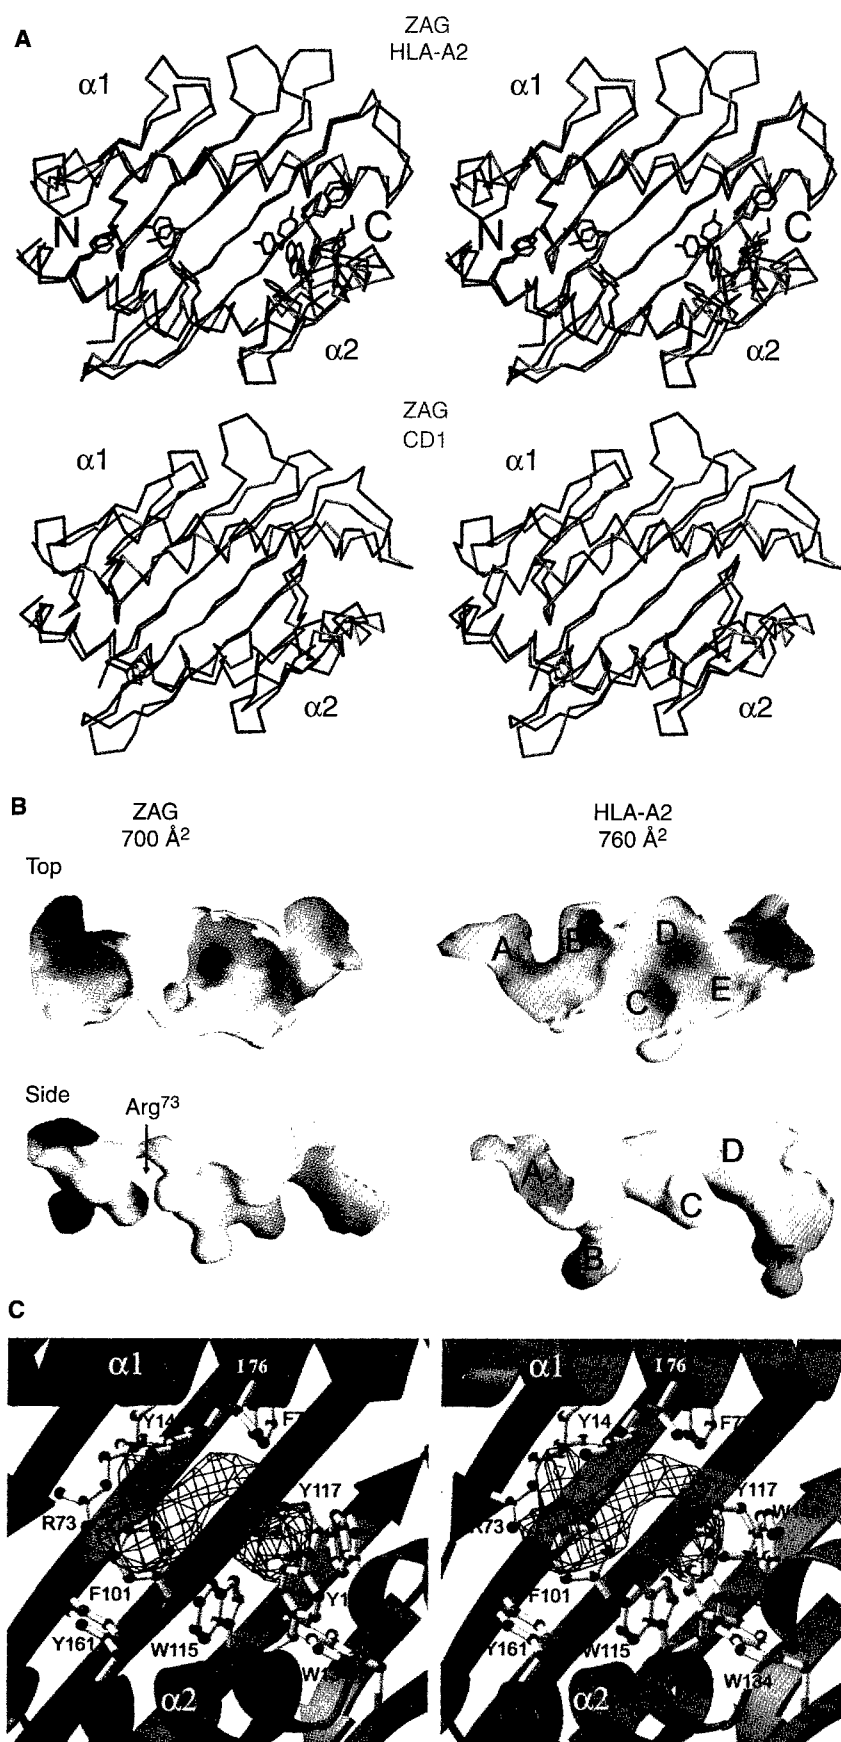 A
ZAG
HLA-A2
α1
α1
N
C
N
C
α2
α2
ZAG
CD1
α1
α1
α2
α2
B
ZAG
700 Å2
HLA-A2
760 Å2
Top
A
B
D
C
E
Side
Arg73
A
D
C
B
F
C
α1
I 76
Y14
Y117
R73
F101
Y161
W115
α2
α1
I 76
Y14
Y117
R73
F101
Y161
W115
W134
α2